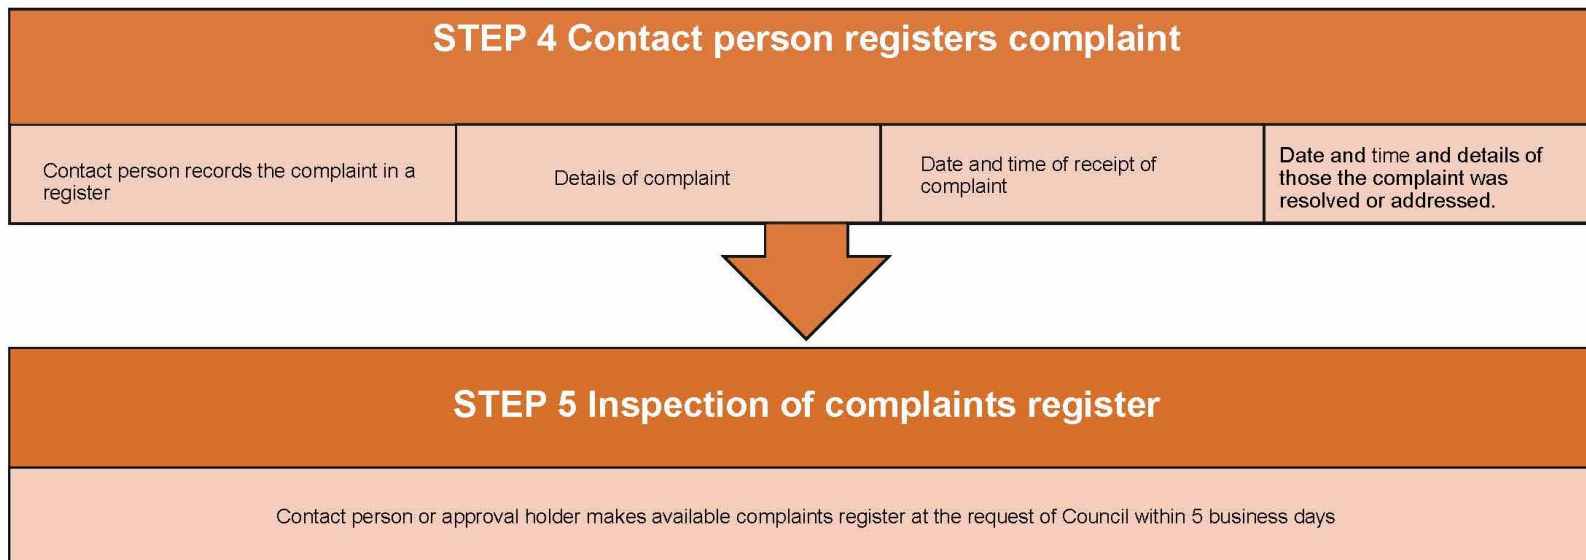 STEP 4 Contact person registers complaint
Contact person records the complaint in a
register
Details of complaint
Date and time of receipt of
complaint
Date and time and details of
those the complaint was
resolved or addressed.
STEP 5 Inspection of complaints register
Contact person or approval holder makes available complaints register at the request of Council within 5 business days